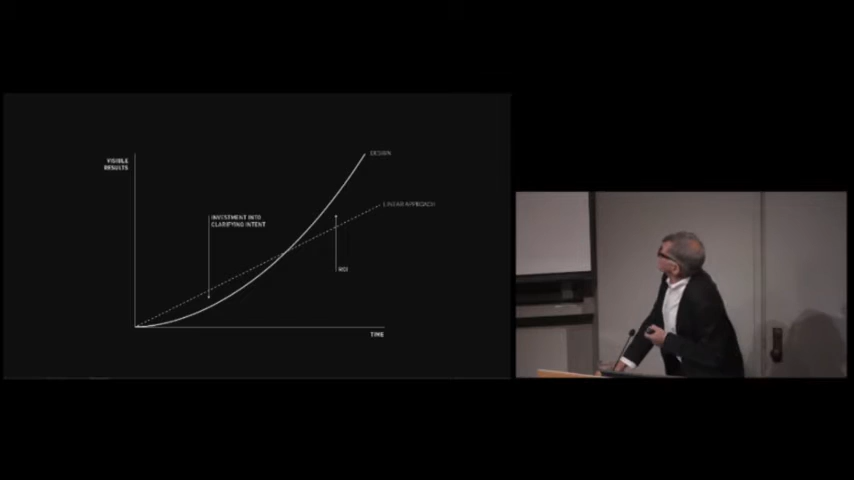 VISIBLE
RESULTS
DESIGN
LINEAR APPROACH
INVESTMENT INTO
CLARIFYING INTENT
ROI
TIME